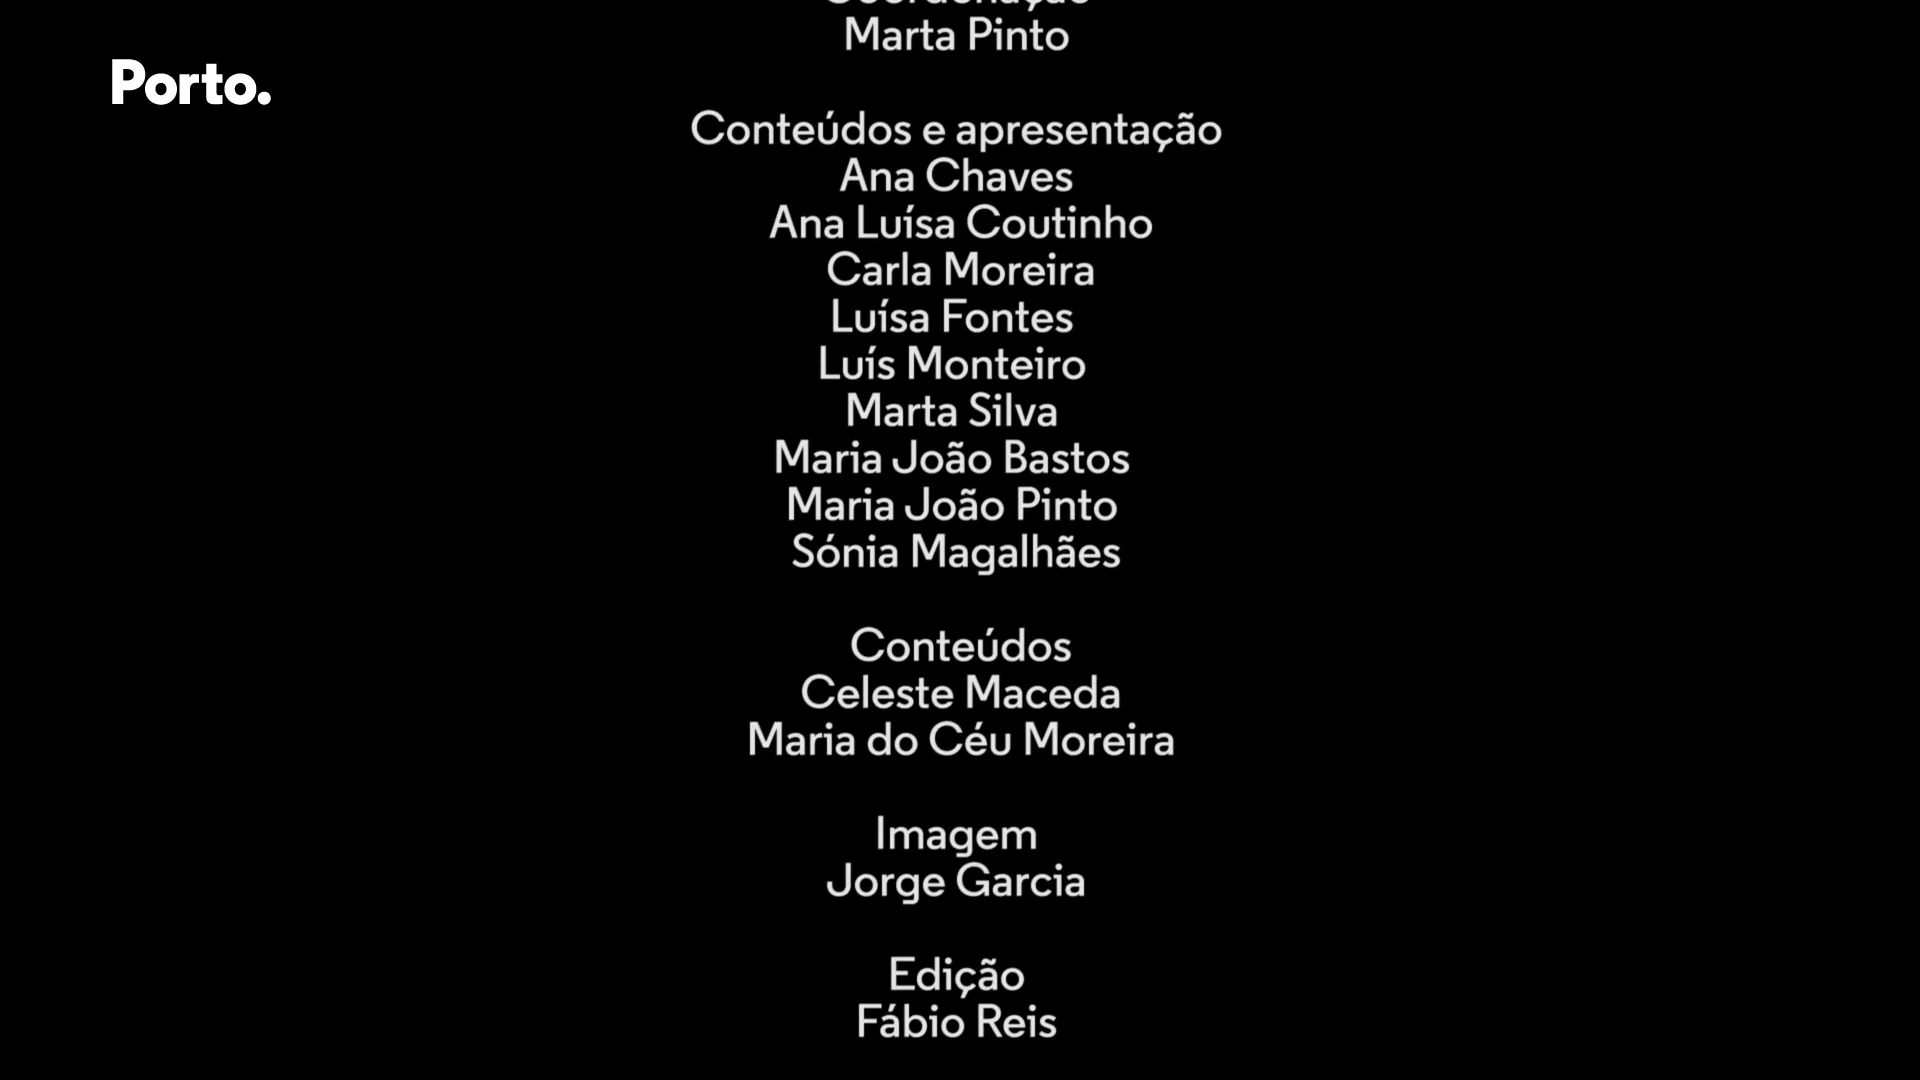 Coordenação
Marta Pinto
Porto.
Conteúdos e apresentação
Ana Chaves
Ana Luísa Coutinho
Carla Moreira
Luísa Fontes
Luís Monteiro
Marta Silva
Maria João Bastos
Maria João Pinto
Sónia Magalhães
Conteúdos
Celeste Maceda
Maria do Céu Moreira
Imagem
Jorge Garcia
Edição
Fábio Reis